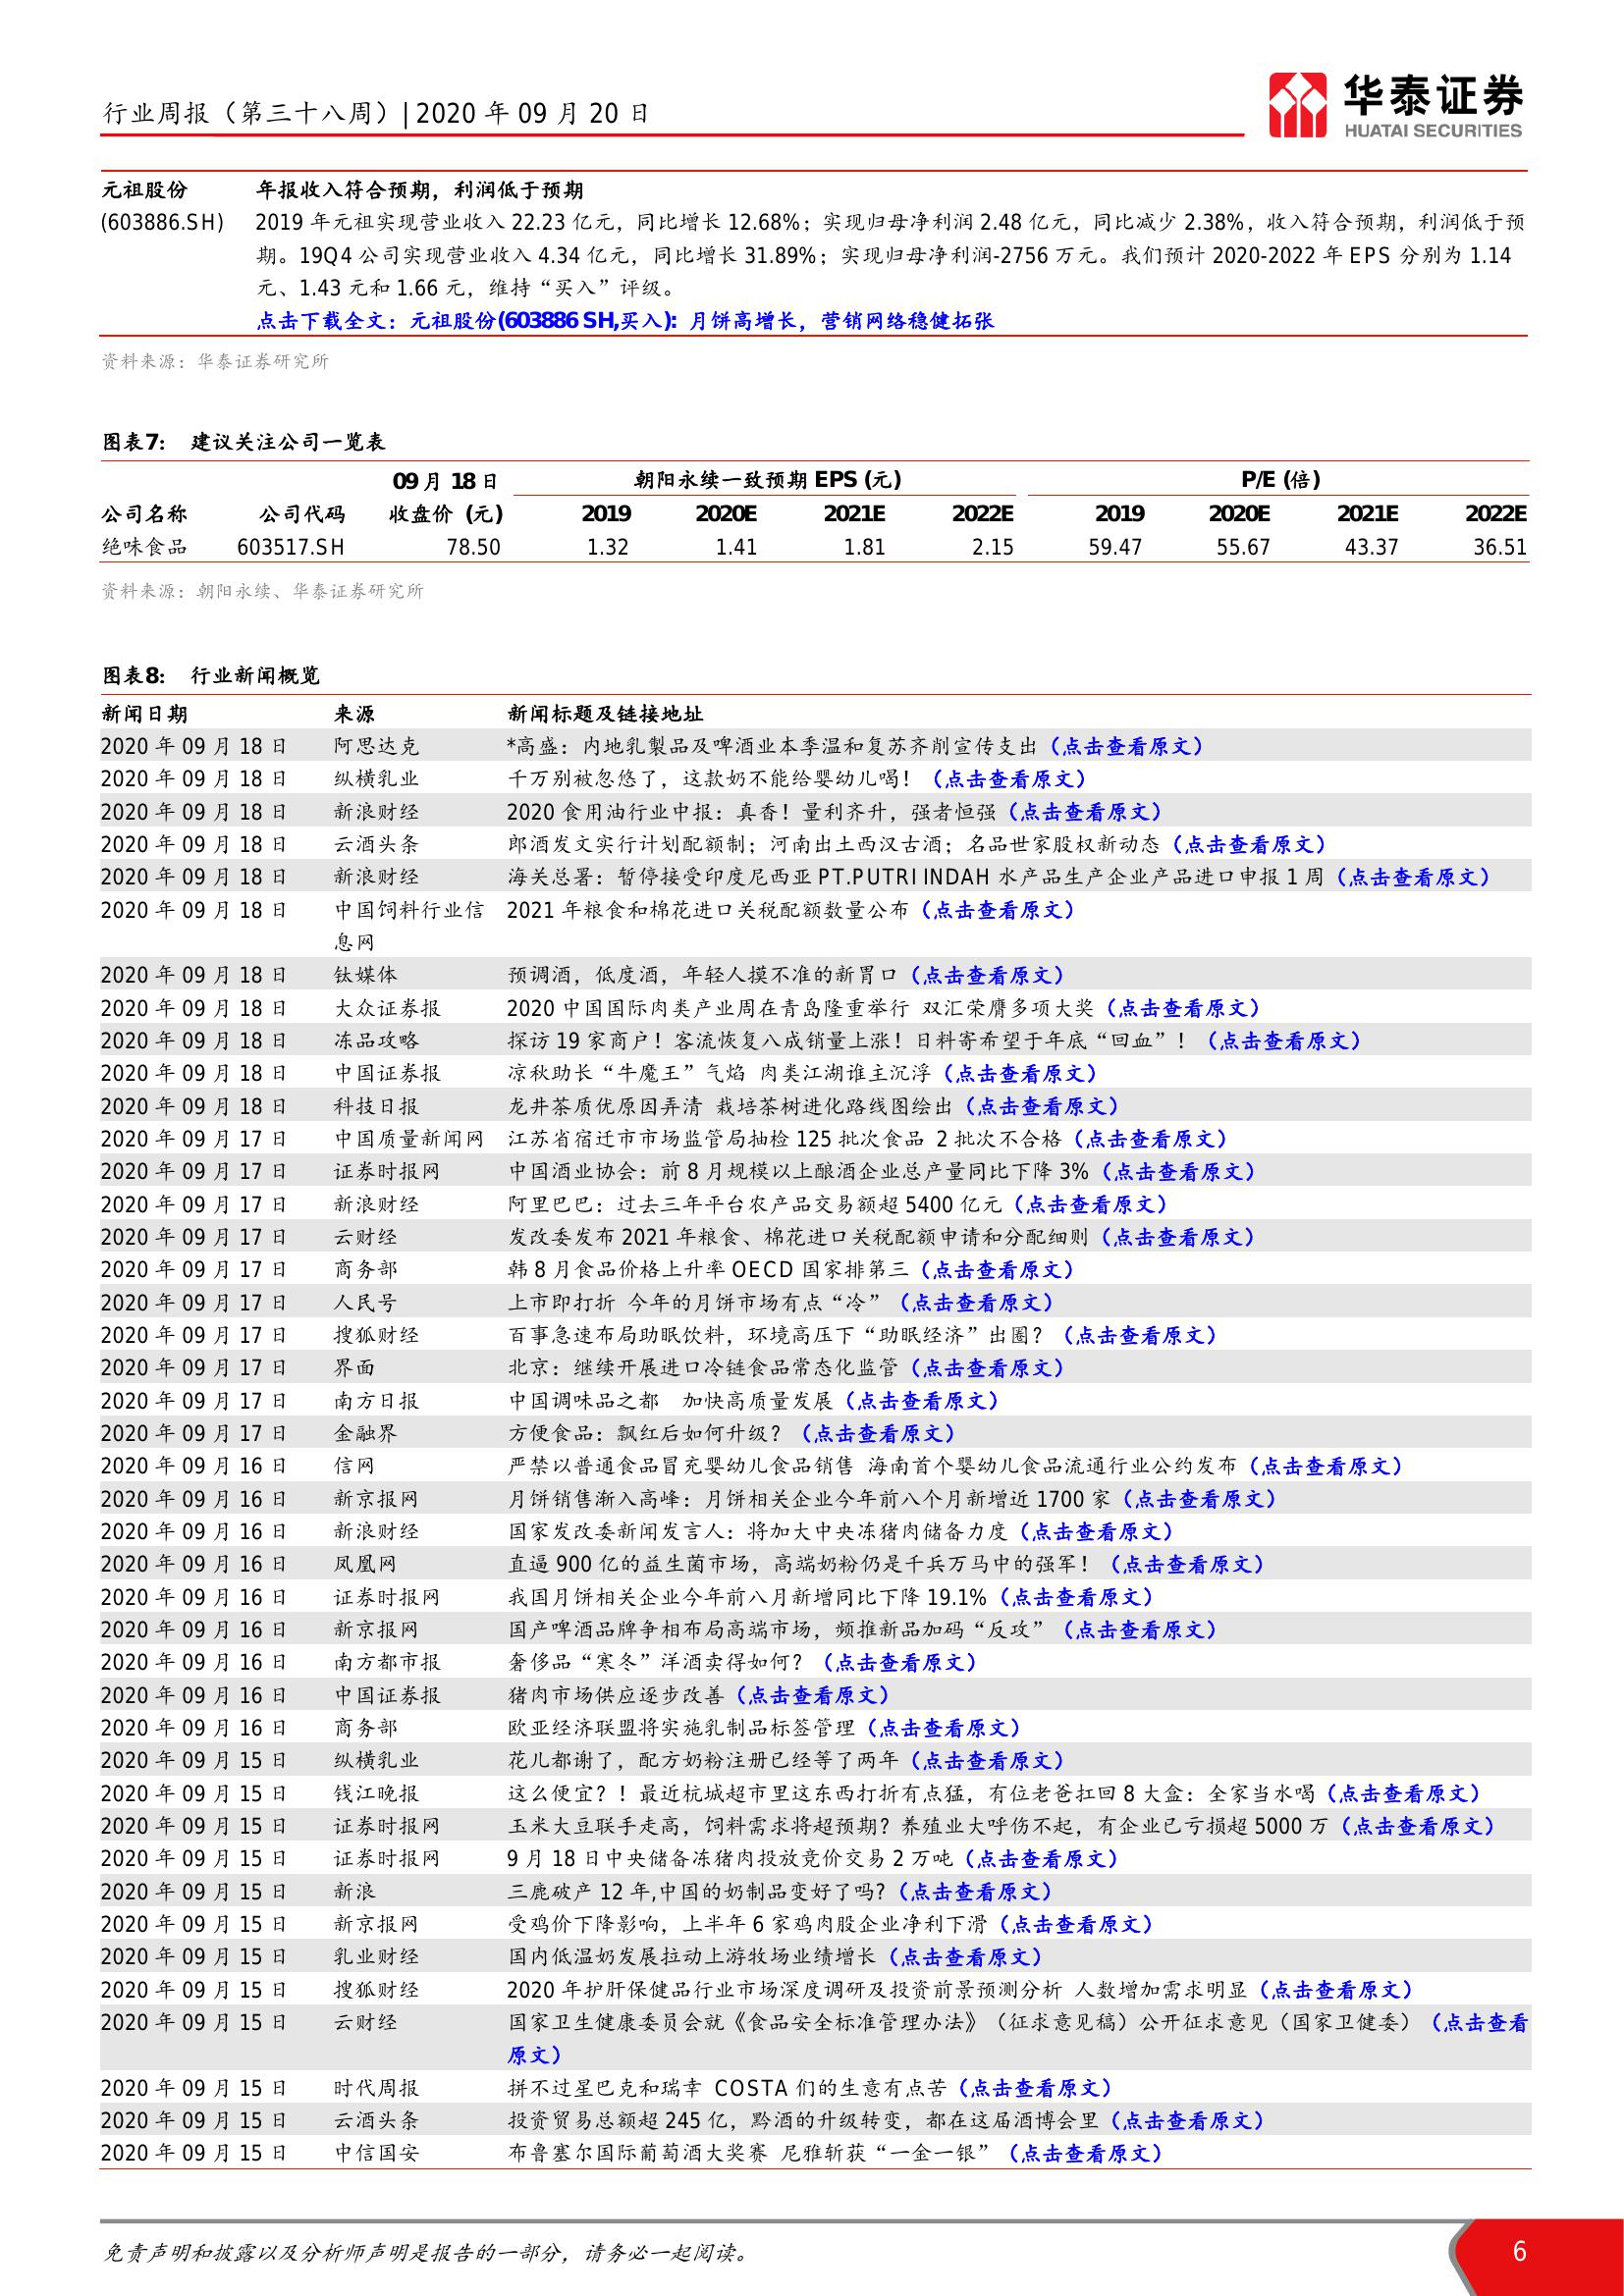 行业周报（第三十八周）| 2020 年 09 月 20 日
华泰证券
HUATAI SECURITIES
元祖股份 年报收入符合预期，利润低于预期
(603886.SH) 2019 年元祖实现营业收入 22.23 亿元，同比增长 12.68%；实现归母净利润 2.48 亿元，同比减少 2.38%，收入符合预期，利润低于预
期。19Q4 公司实现营业收入 4.34 亿元，同比增长 31.89%；实现归母净利润-2756 万元。我们预计 2020-2022 年 EPS 分别为 1.14
元、1.43 元和 1.66 元，维持“买入”评级。
点击下载全文：元祖股份(603886 SH,买入): 月饼高增长，营销网络稳健拓张
资料来源：华泰证券研究所
图表7: 建议关注公司一览表
09 月 18 日 朝阳永续一致预期 EPS (元) P/E (倍)
公司名称 公司代码 收盘价 (元) 2019 2020E 2021E 2022E 2019 2020E 2021E 2022E
绝味食品 603517.SH 78.50 1.32 1.41 1.81 2.15 59.47 55.67 43.37 36.51
资料来源：朝阳永续、华泰证券研究所
图表8: 行业新闻概览
新闻日期 来源 新闻标题及链接地址
2020 年 09 月 18 日 阿思达克 *高盛：内地乳製品及啤酒业本季温和复苏齐削宣传支出（点击查看原文）
2020 年 09 月 18 日 纵横乳业 千万别被忽悠了，这款奶不能给婴幼儿喝！（点击查看原文）
2020 年 09 月 18 日 新浪财经 2020 食用油行业中报：真香！量利齐升，强者恒强（点击查看原文）
2020 年 09 月 18 日 云酒头条 郎酒发文实行计划配额制；河南出土西汉古酒；名品世家股权新动态（点击查看原文）
2020 年 09 月 18 日 新浪财经 海关总署：暂停接受印度尼西亚 PT.PUTRI INDAH 水产品生产企业产品进口申报 1 周（点击查看原文）
2020 年 09 月 18 日 中国饲料行业信 2021 年粮食和棉花进口关税配额数量公布（点击查看原文）
息网
2020 年 09 月 18 日 钛媒体 预调酒，低度酒，年轻人摸不准的新胃口（点击查看原文）
2020 年 09 月 18 日 大众证券报 2020 中国国际肉类产业周在青岛隆重举行 双汇荣膺多项大奖（点击查看原文）
2020 年 09 月 18 日 冻品攻略 探访 19 家商户！客流恢复八成销量上涨！日料寄希望于年底“回血”！（点击查看原文）
2020 年 09 月 18 日 中国证券报 凉秋助长“牛魔王”气焰 肉类江湖谁主沉浮（点击查看原文）
2020 年 09 月 18 日 科技日报 龙井茶质优原因弄清 栽培茶树进化路线图绘出（点击查看原文）
2020 年 09 月 17 日 中国质量新闻网 江苏省宿迁市市场监管局抽检 125 批次食品 2 批次不合格（点击查看原文）
2020 年 09 月 17 日 证券时报网 中国酒业协会：前 8 月规模以上酿酒企业总产量同比下降 3%（点击查看原文）
2020 年 09 月 17 日 新浪财经 阿里巴巴：过去三年平台农产品交易额超 5400 亿元（点击查看原文）
2020 年 09 月 17 日 云财经 发改委发布 2021 年粮食、棉花进口关税配额申请和分配细则（点击查看原文）
2020 年 09 月 17 日 商务部 韩 8 月食品价格上升率 OECD 国家排第三（点击查看原文）
2020 年 09 月 17 日 人民号 上市即打折 今年的月饼市场有点“冷”（点击查看原文）
2020 年 09 月 17 日 搜狐财经 百事急速布局助眠饮料，环境高压下“助眠经济”出圈？（点击查看原文）
2020 年 09 月 17 日 界面 北京：继续开展进口冷链食品常态化监管（点击查看原文）
2020 年 09 月 17 日 南方日报 中国调味品之都 加快高质量发展（点击查看原文）
2020 年 09 月 17 日 金融界 方便食品：飘红后如何升级？（点击查看原文）
2020 年 09 月 16 日 信网 严禁以普通食品冒充婴幼儿食品销售 海南首个婴幼儿食品流通行业公约发布（点击查看原文）
2020 年 09 月 16 日 新京报网 月饼销售渐入高峰：月饼相关企业今年前八个月新增近 1700 家（点击查看原文）
2020 年 09 月 16 日 新浪财经 国家发改委新闻发言人：将加大中央冻猪肉储备力度（点击查看原文）
2020 年 09 月 16 日 凤凰网 直逼 900 亿的益生菌市场，高端奶粉仍是千兵万马中的强军！（点击查看原文）
2020 年 09 月 16 日 证券时报网 我国月饼相关企业今年前八月新增同比下降 19.1%（点击查看原文）
2020 年 09 月 16 日 新京报网 国产啤酒品牌争相布局高端市场，频推新品加码“反攻”（点击查看原文）
2020 年 09 月 16 日 南方都市报 奢侈品“寒冬”洋酒卖得如何？（点击查看原文）
2020 年 09 月 16 日 中国证券报 猪肉市场供应逐步改善（点击查看原文）
2020 年 09 月 16 日 商务部 欧亚经济联盟将实施乳制品标签管理（点击查看原文）
2020 年 09 月 15 日 纵横乳业 花儿都谢了，配方奶粉注册已经等了两年（点击查看原文）
2020 年 09 月 15 日 钱江晚报 这么便宜？！最近杭城超市里这东西打折有点猛，有位老爸扛回 8 大盒：全家当水喝（点击查看原文）
2020 年 09 月 15 日 证券时报网 玉米大豆联手走高，饲料需求将超预期？养殖业大呼伤不起，有企业已亏损超 5000 万（点击查看原文）
2020 年 09 月 15 日 证券时报网 9 月 18 日中央储备冻猪肉投放竞价交易 2 万吨（点击查看原文）
2020 年 09 月 15 日 新浪 三鹿破产 12 年,中国的奶制品变好了吗?（点击查看原文）
2020 年 09 月 15 日 新京报网 受鸡价下降影响，上半年 6 家鸡肉股企业净利下滑（点击查看原文）
2020 年 09 月 15 日 乳业财经 国内低温奶发展拉动上游牧场业绩增长（点击查看原文）
2020 年 09 月 15 日 搜狐财经 2020 年护肝保健品行业市场深度调研及投资前景预测分析 人数增加需求明显（点击查看原文）
2020 年 09 月 15 日 云财经 国家卫生健康委员会就《食品安全标准管理办法》（征求意见稿）公开征求意见（国家卫健委）（点击查看
原文）
2020 年 09 月 15 日 时代周报 拼不过星巴克和瑞幸 COSTA 们的生意有点苦（点击查看原文）
2020 年 09 月 15 日 云酒头条 投资贸易总额超 245 亿，黔酒的升级转变，都在这届酒博会里（点击查看原文）
2020 年 09 月 15 日 中信国安 布鲁塞尔国际葡萄酒大奖赛 尼雅斩获“一金一银”（点击查看原文）
免责声明和披露以及分析师声明是报告的一部分，请务必一起阅读。 6